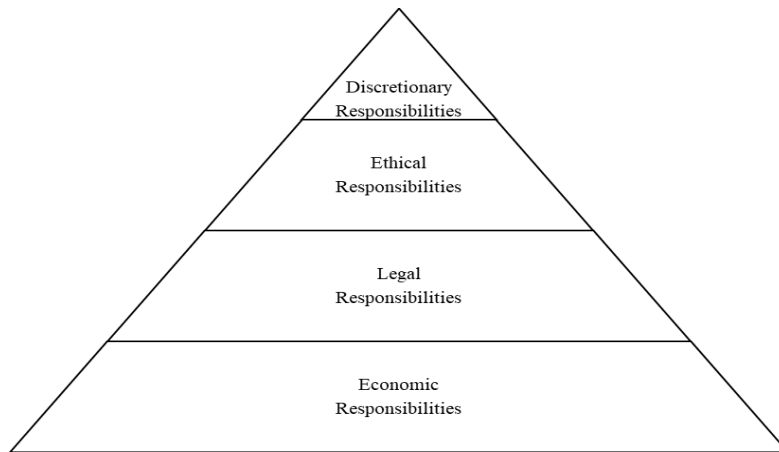 Discretionary
Responsibilities
Ethical
Responsibilities
Legal
Responsibilities
Economic
Responsibilities